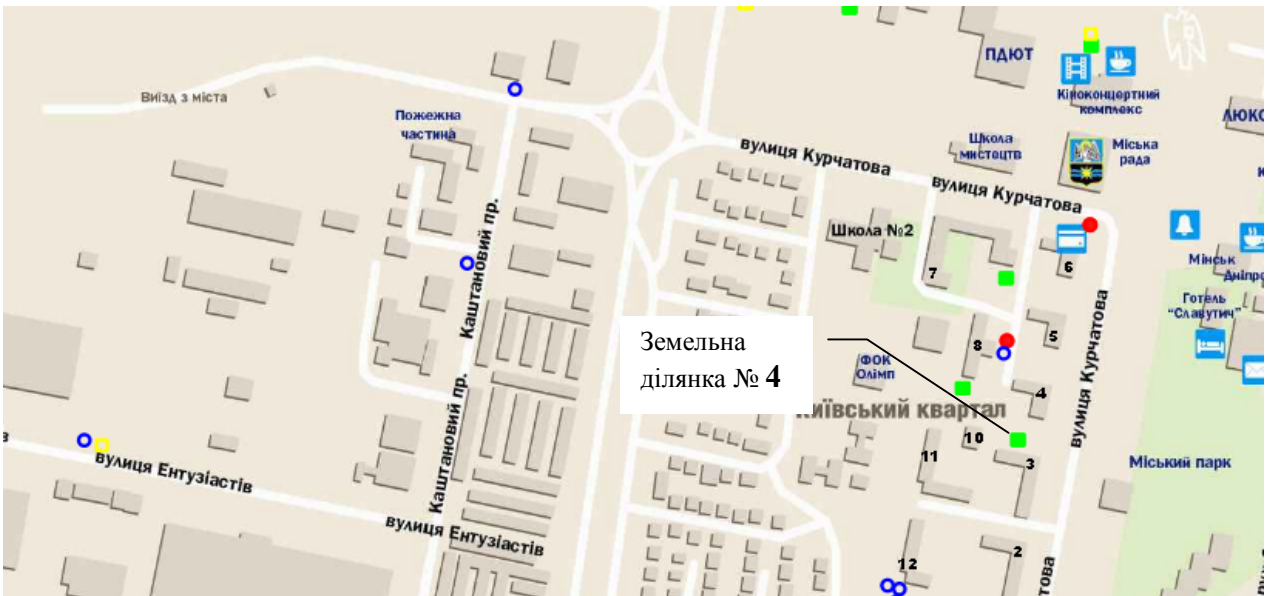 ПДЮТ
Кіноконцертний
комплекс
ЛЮКС
Виїзд з міста
Пожежна
частина
вулиця Курчатова
Школа
мистецтв
Міська
рада
вулиця Курчатова
Каштановий пр.
Школа №2
7
6
Мінськ
Дніпро
Готель
“Славутич”
5
8
вулиця Курчатова
Земельна
ділянка № 4
ФОК
Олімп
4
Каштановий пр.
Київський квартал
10
11
3
Міський парк
вулиця Ентузіастів
вулиця Ентузіастів
2
12